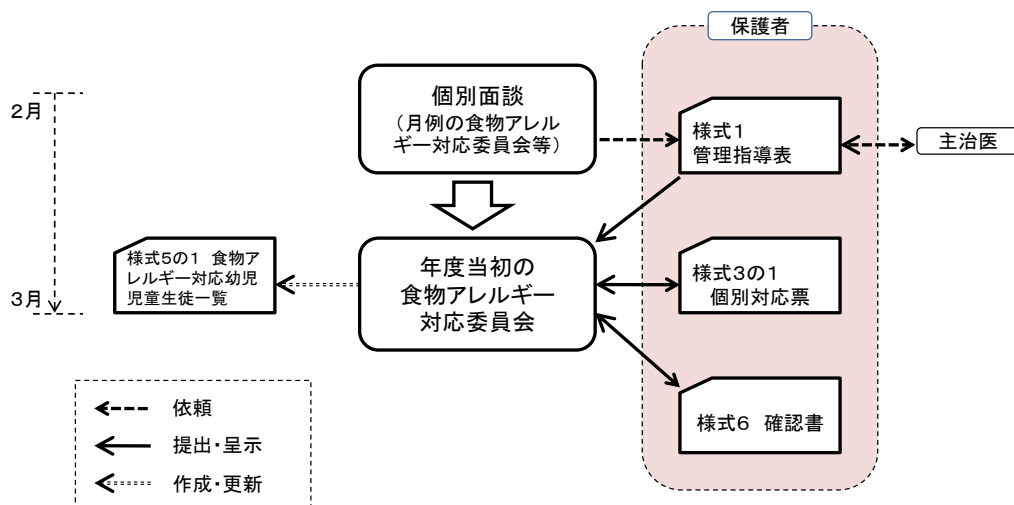 保護者
2月
個別面談
（月例の食物アレル
ギー対応委員会等）
様式1
管理指導表
主治医
様式5の1 食物ア
レルギー対応幼児
児童生徒一覧
3月
年度当初の
食物アレルギー
対応委員会
様式3の1
個別対応票
様式6 確認書
依頼
提出・呈示
作成・更新